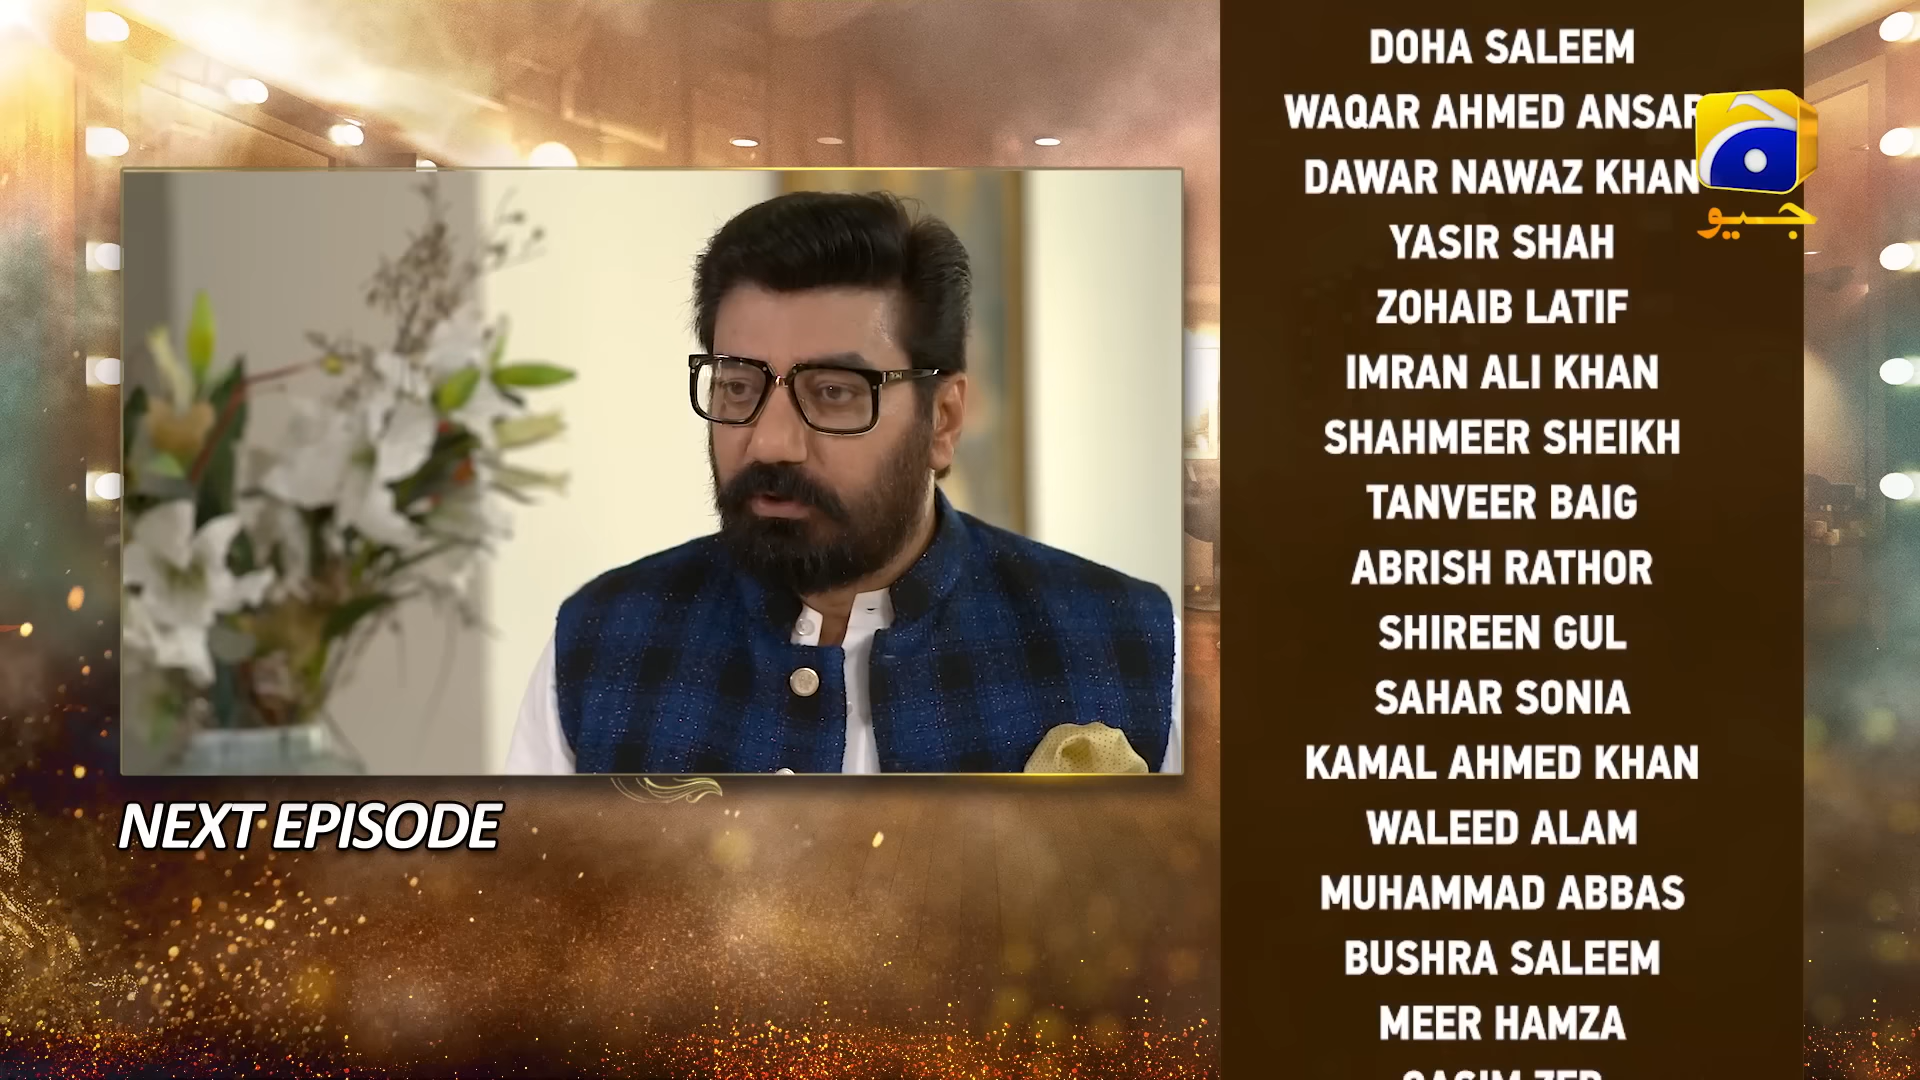 DOHA SALEEM
WAQAR AHMED ANSAR
DAWAR NAWAZ KHAN
YASIR SHAH
ZOHAIB LATIF
IMRAN ALI KHAN
SHAHMEER SHEIKH
TANVEER BAIG
ABRISH RATHOR
SHIREEN GUL
SAHAR SONIA
KAMAL AHMED KHAN
WALEED ALAM
MUHAMMAD ABBAS
BUSHRA SALEEM
MEER HAMZA
جیو
NEXT EPISODE